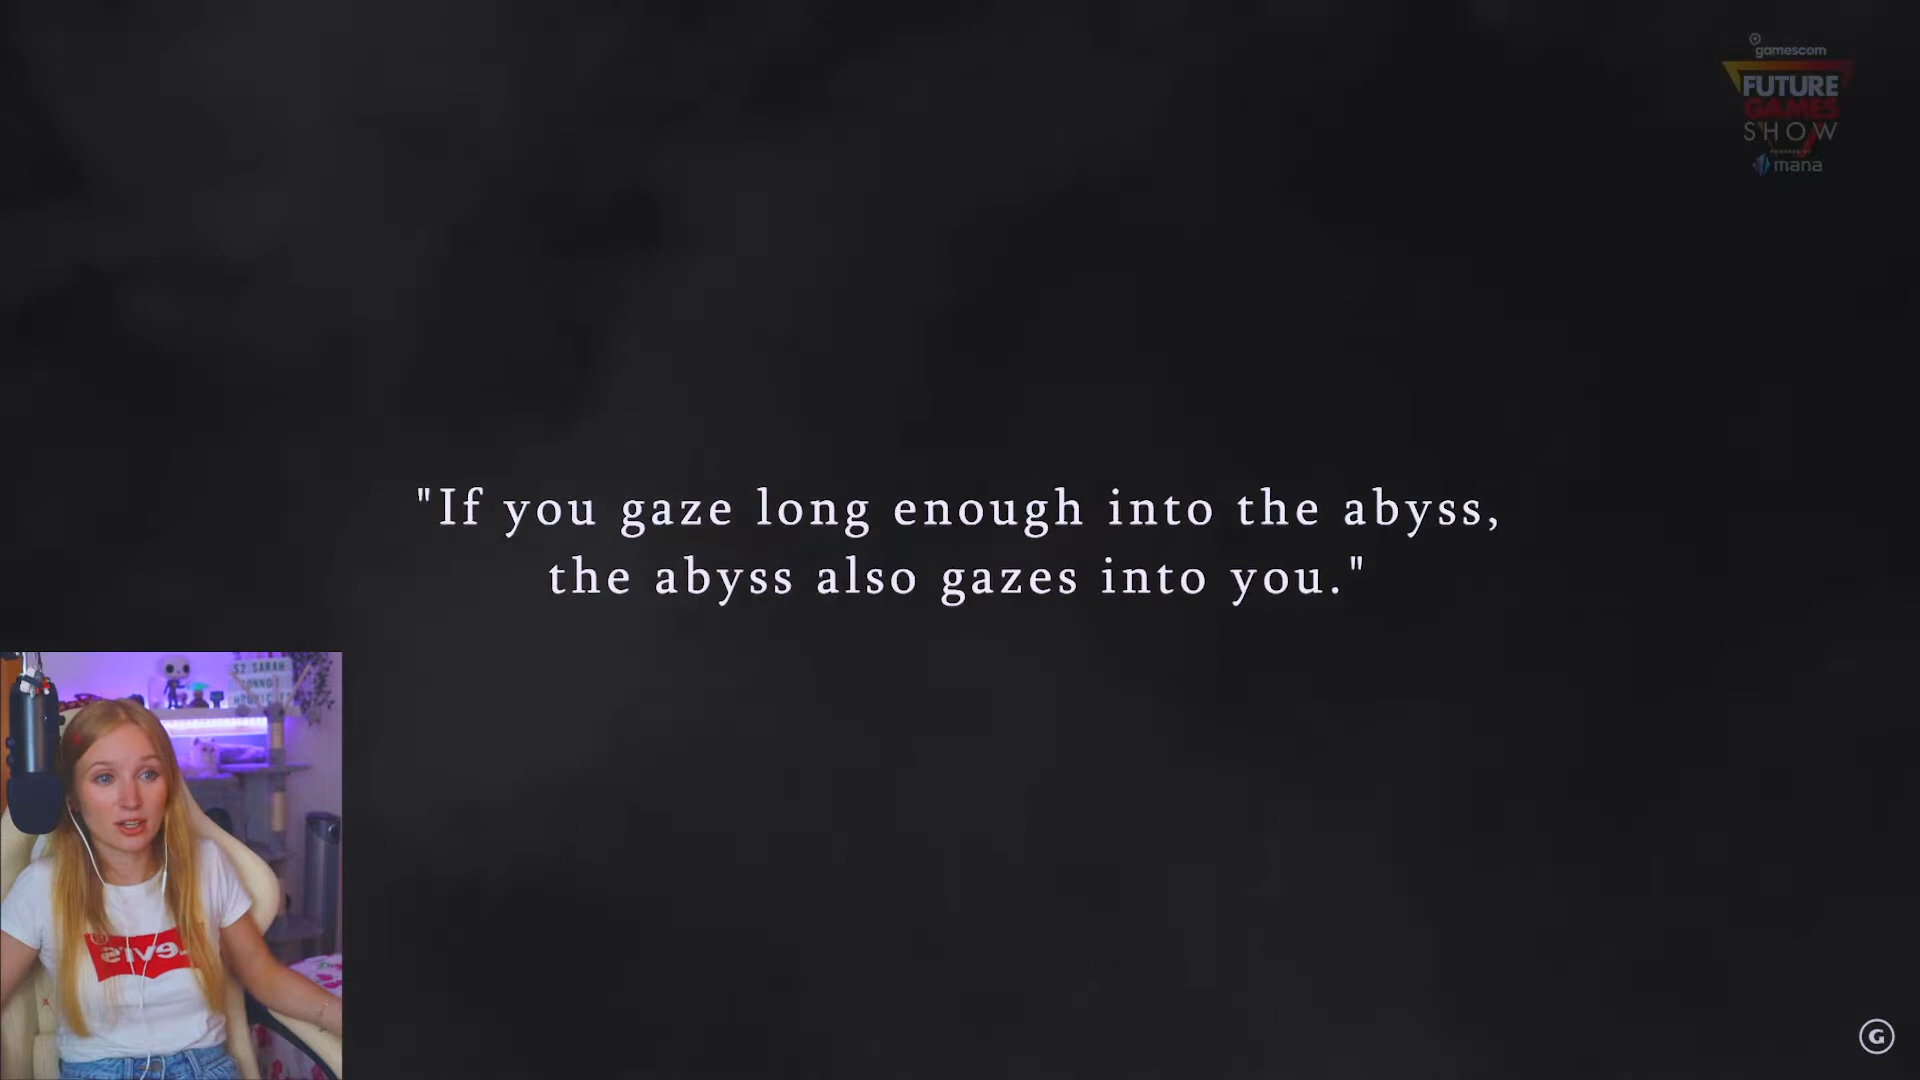 gamescom
FUTURE
GAMES
SHOW
mana
"If you gaze long enough into the abyss,
the abyss also gazes into you."
SARAH
Levi's
G